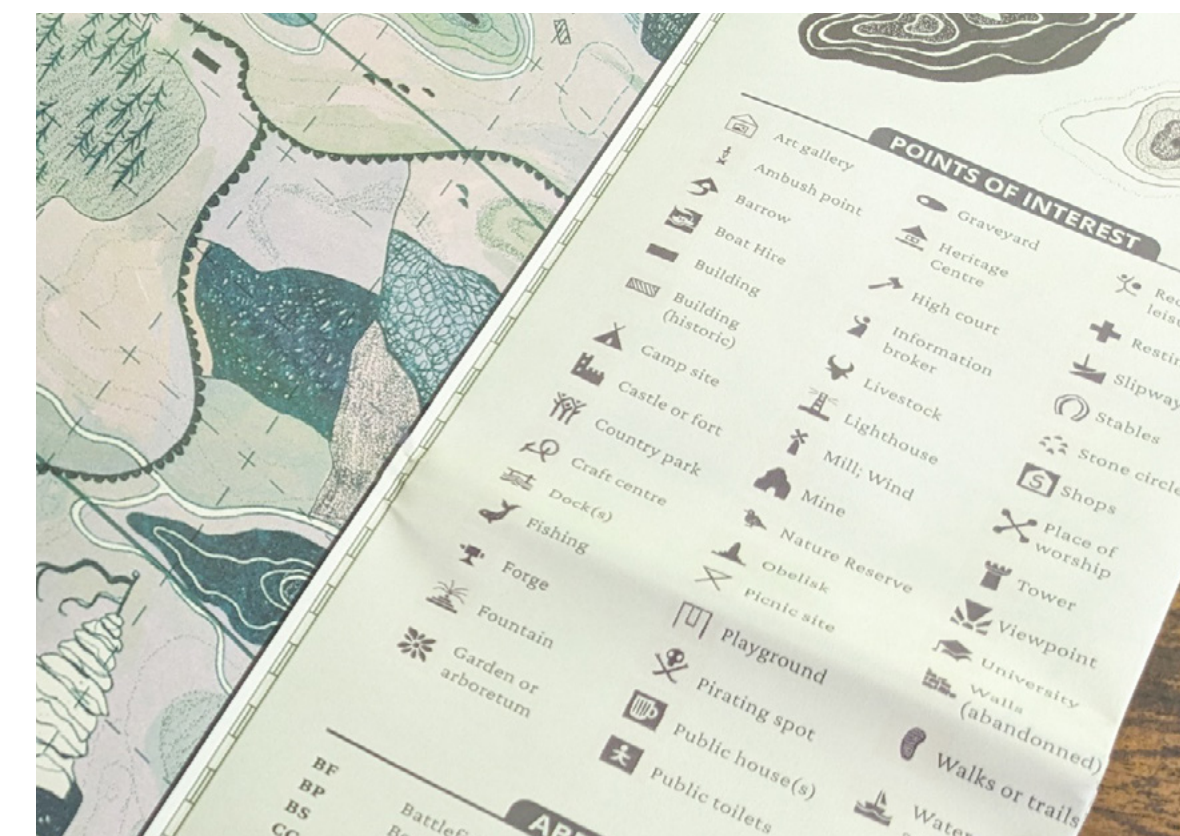 POINTS OF INTEREST
Art gallery
Ambush point
Barrow
Boat Hire
Building
Building
(historic)
Camp site
Castle or fort
Country park
Craft centre
Dock(s)
Fishing
Forge
Fountain
Garden or
arboretum
Graveyard
Heritage
Centre
High court
Information
broker
Livestock
Lighthouse
Mill; Wind
Mine
Nature Reserve
Obelisk
Picnic site
Playground
Pirating spot
Public house(s)
Public toilets
Slipway
Stables
Stone circle
S
Shops
Place of
worship
Tower
Viewpoint
University
Walls
(abandonned)
Walks or trails
Water
BF
BP
BS